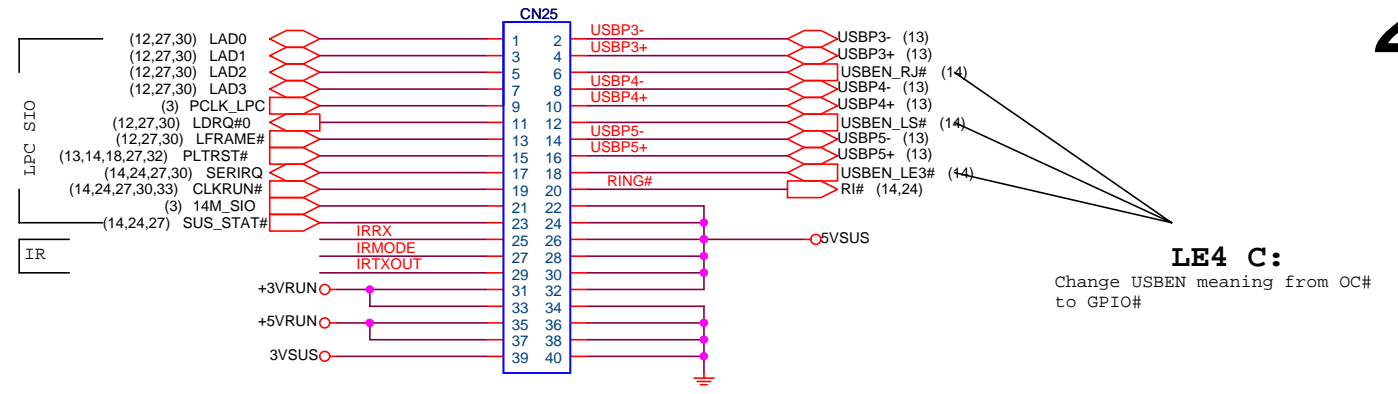 CN25
(12,27,30) LAD0 1 2 USBP3- USBP3- (13)
(12,27,30) LAD1 3 4 USBP3+ USBP3+ (13)
(12,27,30) LAD2 5 6 USBEN_RJ# (14)
(12,27,30) LAD3 7 8 USBP4- USBP4- (13)
(3) PCLK_LPC 9 10 USBP4+ USBP4+ (13)
(12,27,30) LDRQ#0 11 12 USBEN_LS# (14)
(12,27,30) LFRAME# 13 14 USBP5- USBP5- (13)
(13,14,18,27,32) PLTRST# 15 16 USBP5+ USBP5+ (13)
(14,24,27,30) SERIRQ 17 18 USBEN_LE3# (14)
(14,24,27,30,33) CLKRUN# 19 20 RING# RI# (14,24)
(3) 14M_SIO 21 22
(14,24,27) SUS_STAT# 23 24
LPC SIO
IRRX 25 26 5VSUS
IR
IRMODE 27 28
IRTXOUT 29 30
+3VRUN 31 32
33 34
+5VRUN 35 36
37 38
3VSUS 39 40
LE4 C:
Change USBEN meaning from OC#
to GPIO#